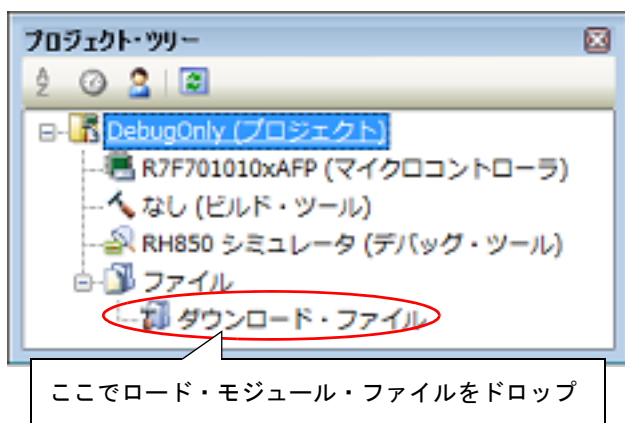 プロジェクト・ツリー
DebugOnly (プロジェクト)
R7F701010xAFP (マイクロコントローラ)
なし (ビルド・ツール)
RH850 シミュレータ (デバッグ・ツール)
ファイル
ダウンロード・ファイル
ここでロード・モジュール・ファイルをドロップ